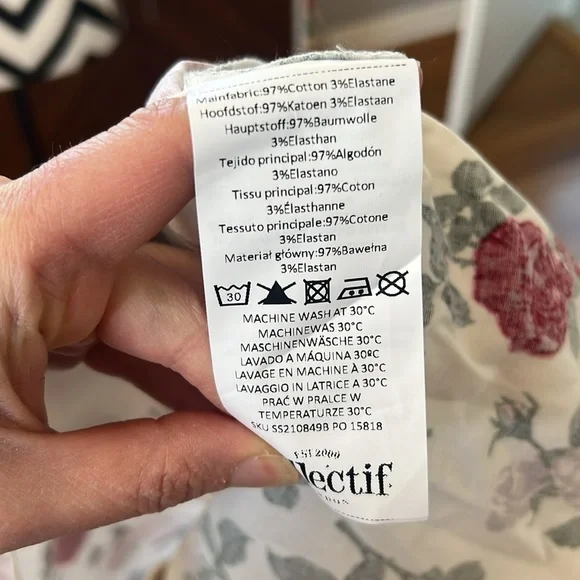 Mainfabric:97%Cotton 3%Elastane
Hoofdstof:97%Katoen 3%Elastaan
Hauptstoff:97%Baumwolle
3%Elasthan
Tejido principal:97%Algodón
3%Elastano
Tissu principal:97%Coton
3%Élasthanne
Tessuto principale:97%Cotone
3%Elastan
Materiał główny:97%Bawełna
3%Elastan
30
MACHINE WASH AT 30°C
MACHINEWAS 30°C
MASCHINENWÄSCHE 30°C
LAVADO A MÁQUINA 30ºC
LAVAGE EN MACHINE À 30°C
LAVAGGIO IN LATRICE A 30°C
PRAĆ W PRALCE W
TEMPERATURZE 30°C
SKU SS210849B PO 15818
EST 2000
lectif